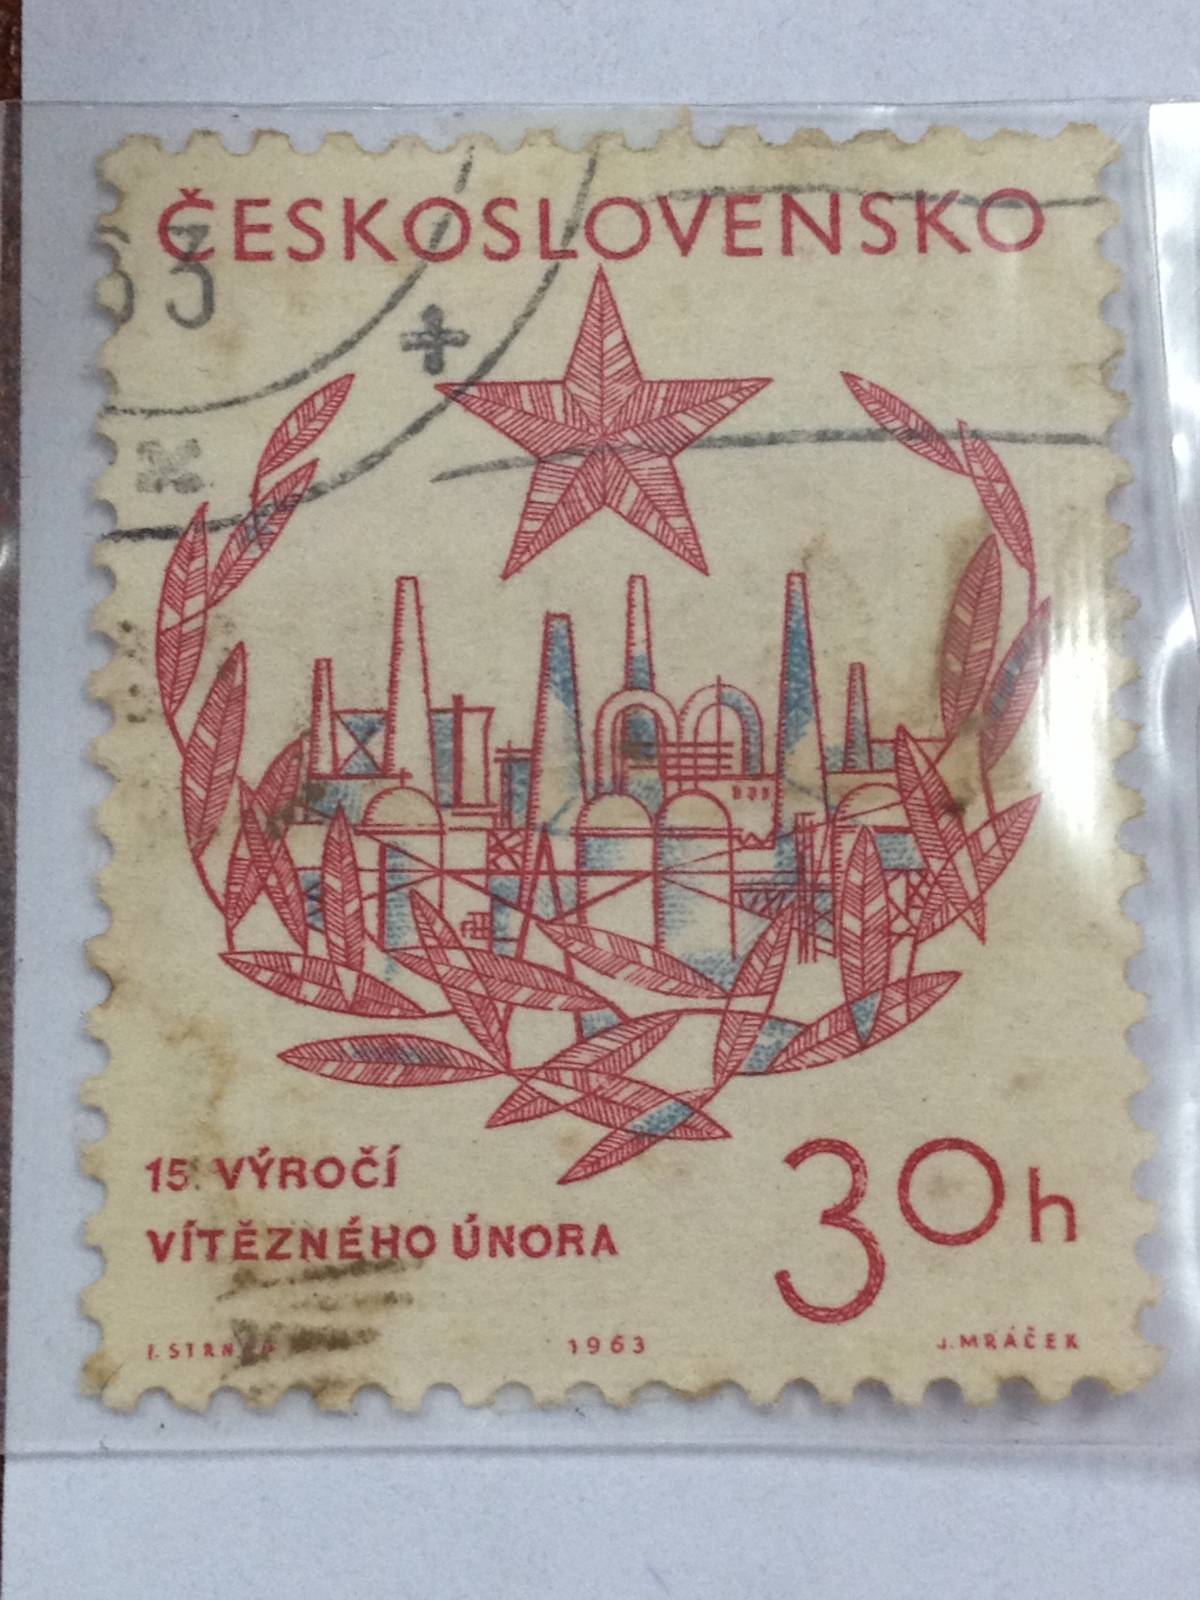 ČESKOSLOVENSKO
15. VÝROČÍ
VÍTĚZNÉHO ÚNORA
30h
1963
J. MRÁČEK